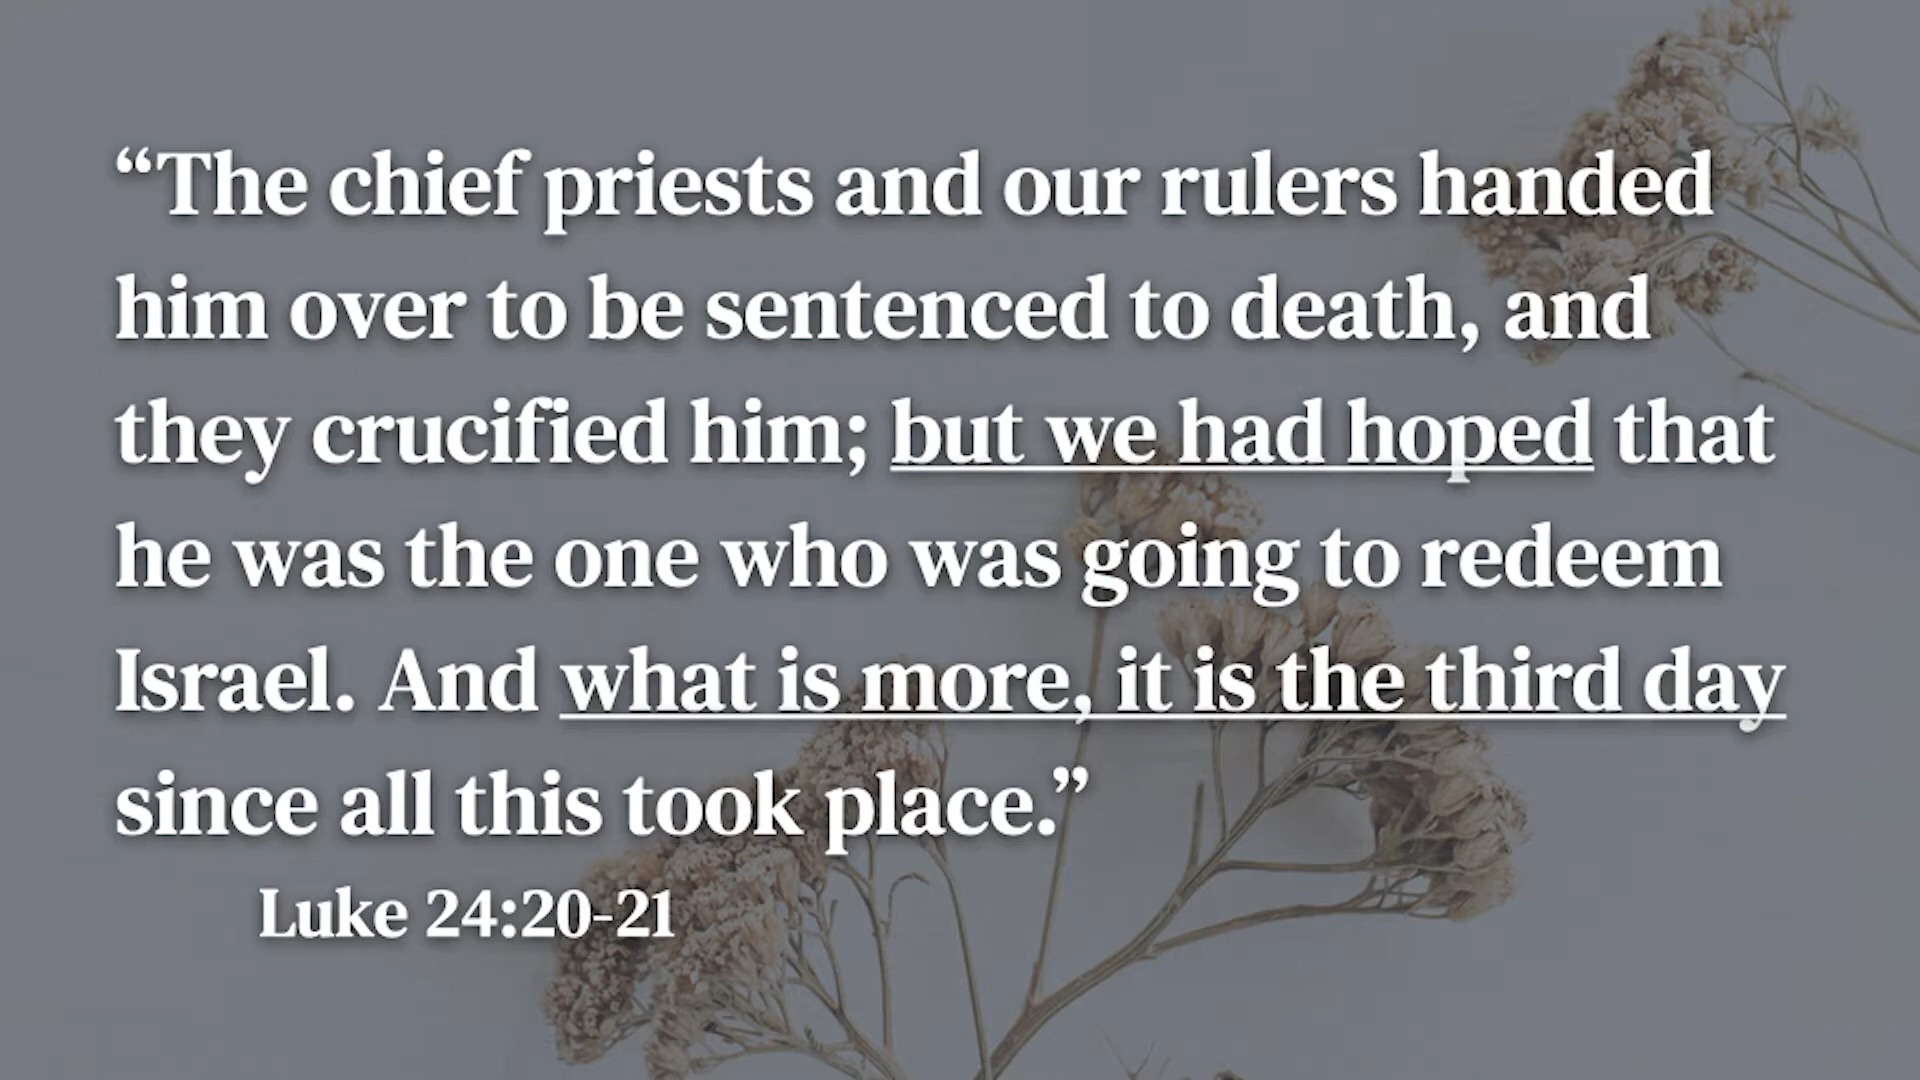 “The chief priests and our rulers handed
him over to be sentenced to death, and
they crucified him; but we had hoped that
he was the one who was going to redeem
Israel. And what is more, it is the third day
since all this took place.”
Luke 24:20-21